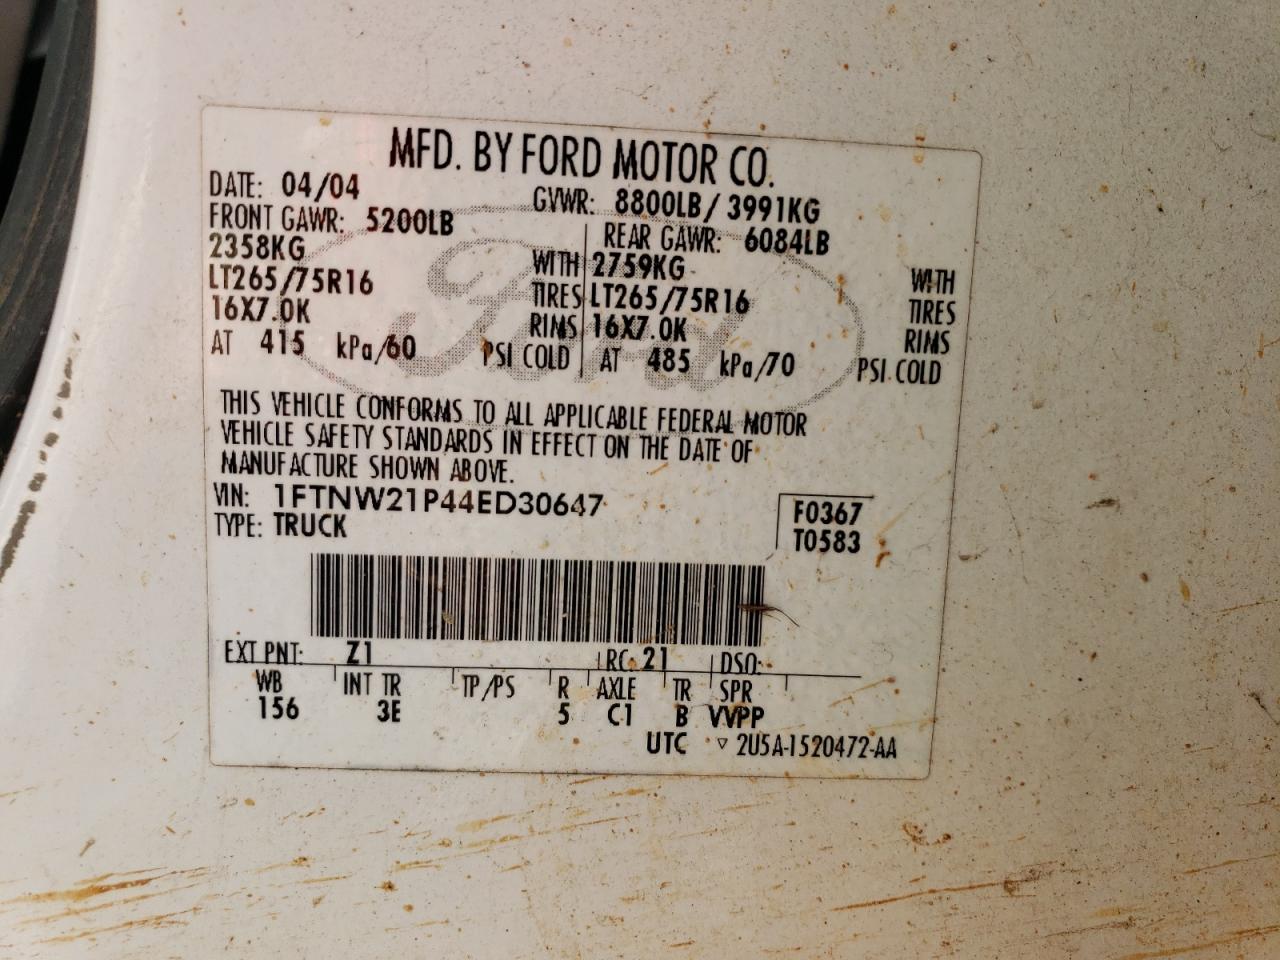 MFD. BY FORD MOTOR CO.
DATE: 04/04 GVWR: 8800LB/ 3991KG
FRONT GAWR: 5200LB REAR GAWR: 6084LB
2358KG WITH 2759KG WITH
LT265/75R16 TIRES LT265/75R16 TIRES
16X7.0K RIMS 16X7.0K RIMS
AT 415 kPa/60 PSI COLD AT 485 kPa/70 PSI COLD
THIS VEHICLE CONFORMS TO ALL APPLICABLE FEDERAL MOTOR
VEHICLE SAFETY STANDARDS IN EFFECT ON THE DATE OF
MANUFACTURE SHOWN ABOVE.
VIN: 1FTNW21P44ED30647 F0367
TYPE: TRUCK T0583
EXT PNT: Z1 RC: 21 DSO:
WB INT TR TP/PS R AXLE TR SPR
156 3E 5 C1 B VVPP
UTC ▽ 2U5A-1520472-AA
Ford